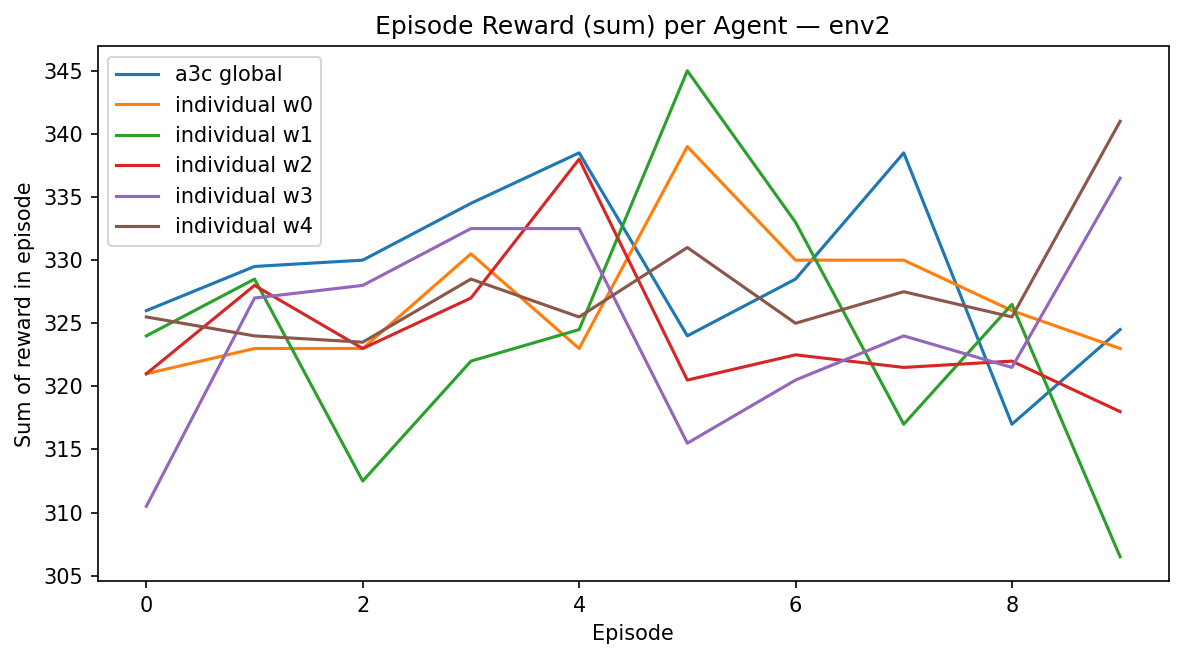 Episode Reward (sum) per Agent — env2
a3c global
individual w0
individual w1
individual w2
individual w3
individual w4
Sum of reward in episode
345
340
335
330
325
320
315
310
305
0 2 4 6 8
Episode